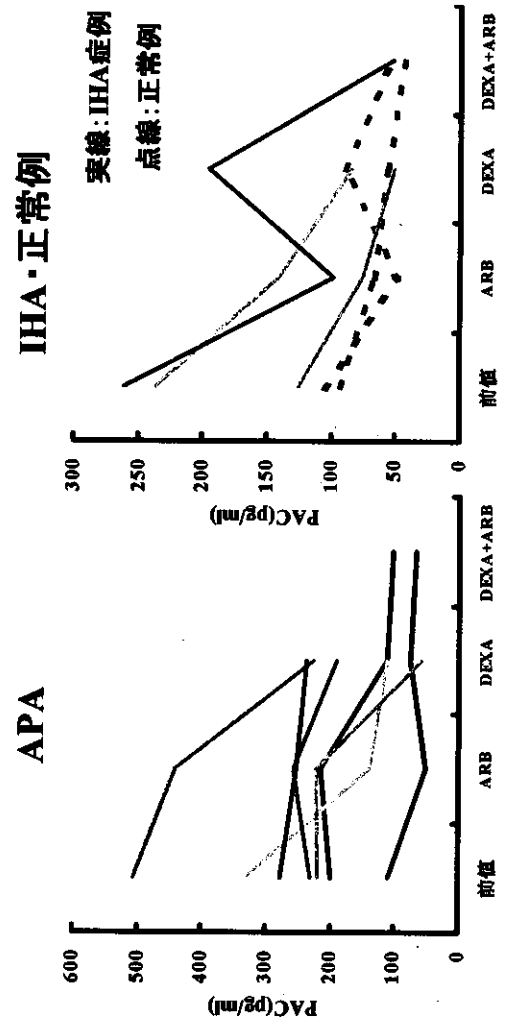 APA
PAC(pg/ml)
600
500
400
300
200
100
0
前値
ARB
DEXA
DEXA+ARB
IHA・正常例
実線:IHA症例
点線:正常例
PAC(pg/ml)
300
250
200
150
100
50
0
前値
ARB
DEXA
DEXA+ARB